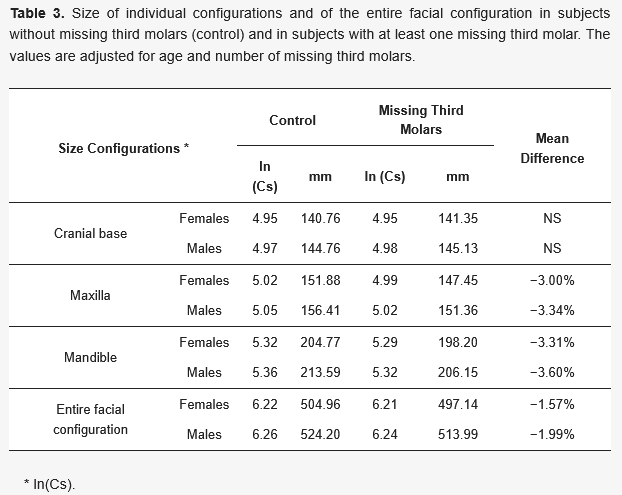 Table 3. Size of individual configurations and of the entire facial configuration in subjects
without missing third molars (control) and in subjects with at least one missing third molar. The
values are adjusted for age and number of missing third molars.
Size Configurations * Control Missing Third Molars Mean Difference
ln (Cs) mm ln (Cs) mm
Cranial base Females 4.95 140.76 4.95 141.35 NS
Males 4.97 144.76 4.98 145.13 NS
Maxilla Females 5.02 151.88 4.99 147.45 −3.00%
Males 5.05 156.41 5.02 151.36 −3.34%
Mandible Females 5.32 204.77 5.29 198.20 −3.31%
Males 5.36 213.59 5.32 206.15 −3.60%
Entire facial configuration Females 6.22 504.96 6.21 497.14 −1.57%
Males 6.26 524.20 6.24 513.99 −1.99%
* ln(Cs).